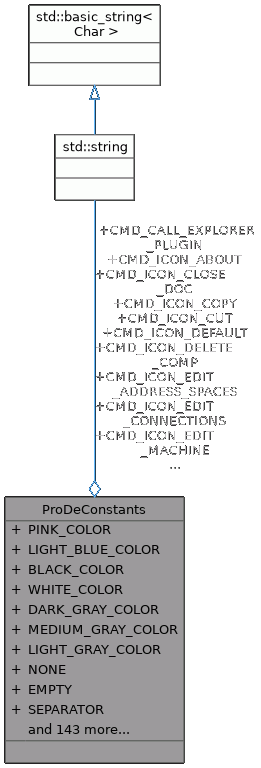 std::basic_string<
Char >
std::string
+CMD_CALL_EXPLORER
_PLUGIN
+CMD_ICON_ABOUT
+CMD_ICON_CLOSE
_DOC
+CMD_ICON_COPY
+CMD_ICON_CUT
+CMD_ICON_DEFAULT
+CMD_ICON_DELETE
_COMP
+CMD_ICON_EDIT
_ADDRESS_SPACES
+CMD_ICON_EDIT
_CONNECTIONS
+CMD_ICON_EDIT
_MACHINE
...
ProDeConstants
+ PINK_COLOR
+ LIGHT_BLUE_COLOR
+ BLACK_COLOR
+ WHITE_COLOR
+ DARK_GRAY_COLOR
+ MEDIUM_GRAY_COLOR
+ LIGHT_GRAY_COLOR
+ NONE
+ EMPTY
+ SEPARATOR
and 143 more...